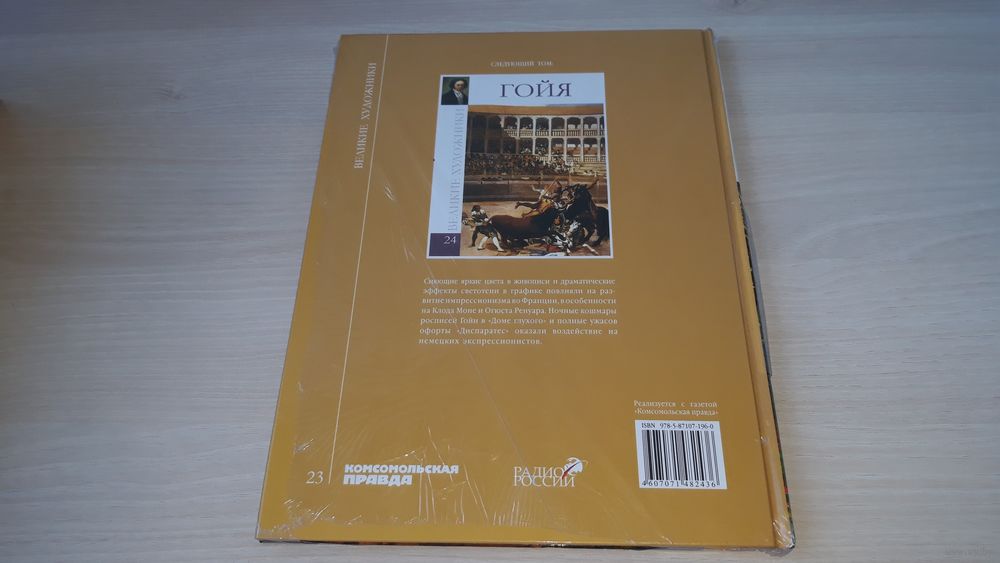 ВЕЛИКИЕ ХУДОЖНИКИ
СЛЕДУЮЩИЙ ТОМ:
ГОЙЯ
ВЕЛИКИЕ ХУДОЖНИКИ
24
Сияющие яркие цвета в живописи и драматические
эффекты светотени в графике повлияли на раз-
витие импрессионизма во Франции, в особенности
на Клода Моне и Огюста Ренуара. Ночные кошмары
росписей Гойи в «Доме глухого» и полные ужасов
офорты «Диспаратес» оказали воздействие на
немецких экспрессионистов.
Реализуется с газетой
«Комсомольская правда»
ISBN 978-5-87107-196-0
4607071 482436
23
КОМСОМОЛЬСКАЯ
ПРАВДА
РАДИО
РОССИИ